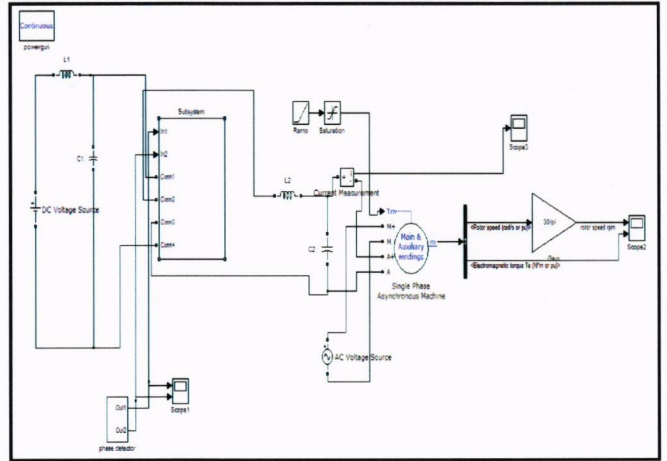 Continuous
powergui
L1
C1
DC Voltage Source
Subsystem
In1
In2
Conn1
Conn2
Conn3
Conn4
L2
C2
Ramp
Saturation
Current Measurement
Scope3
Tm
M+
M
A+
A
Main &
Auxiliary
windings
m
Single Phase
Asynchronous Machine
AC Voltage Source
<Rotor speed (rad/s or pu)>
<Electromagnetic torque Te (N*m or pu)>
30/pi
Gain
rotor speed rpm
Scope2
Out1
Out2
phase detector
Scope1